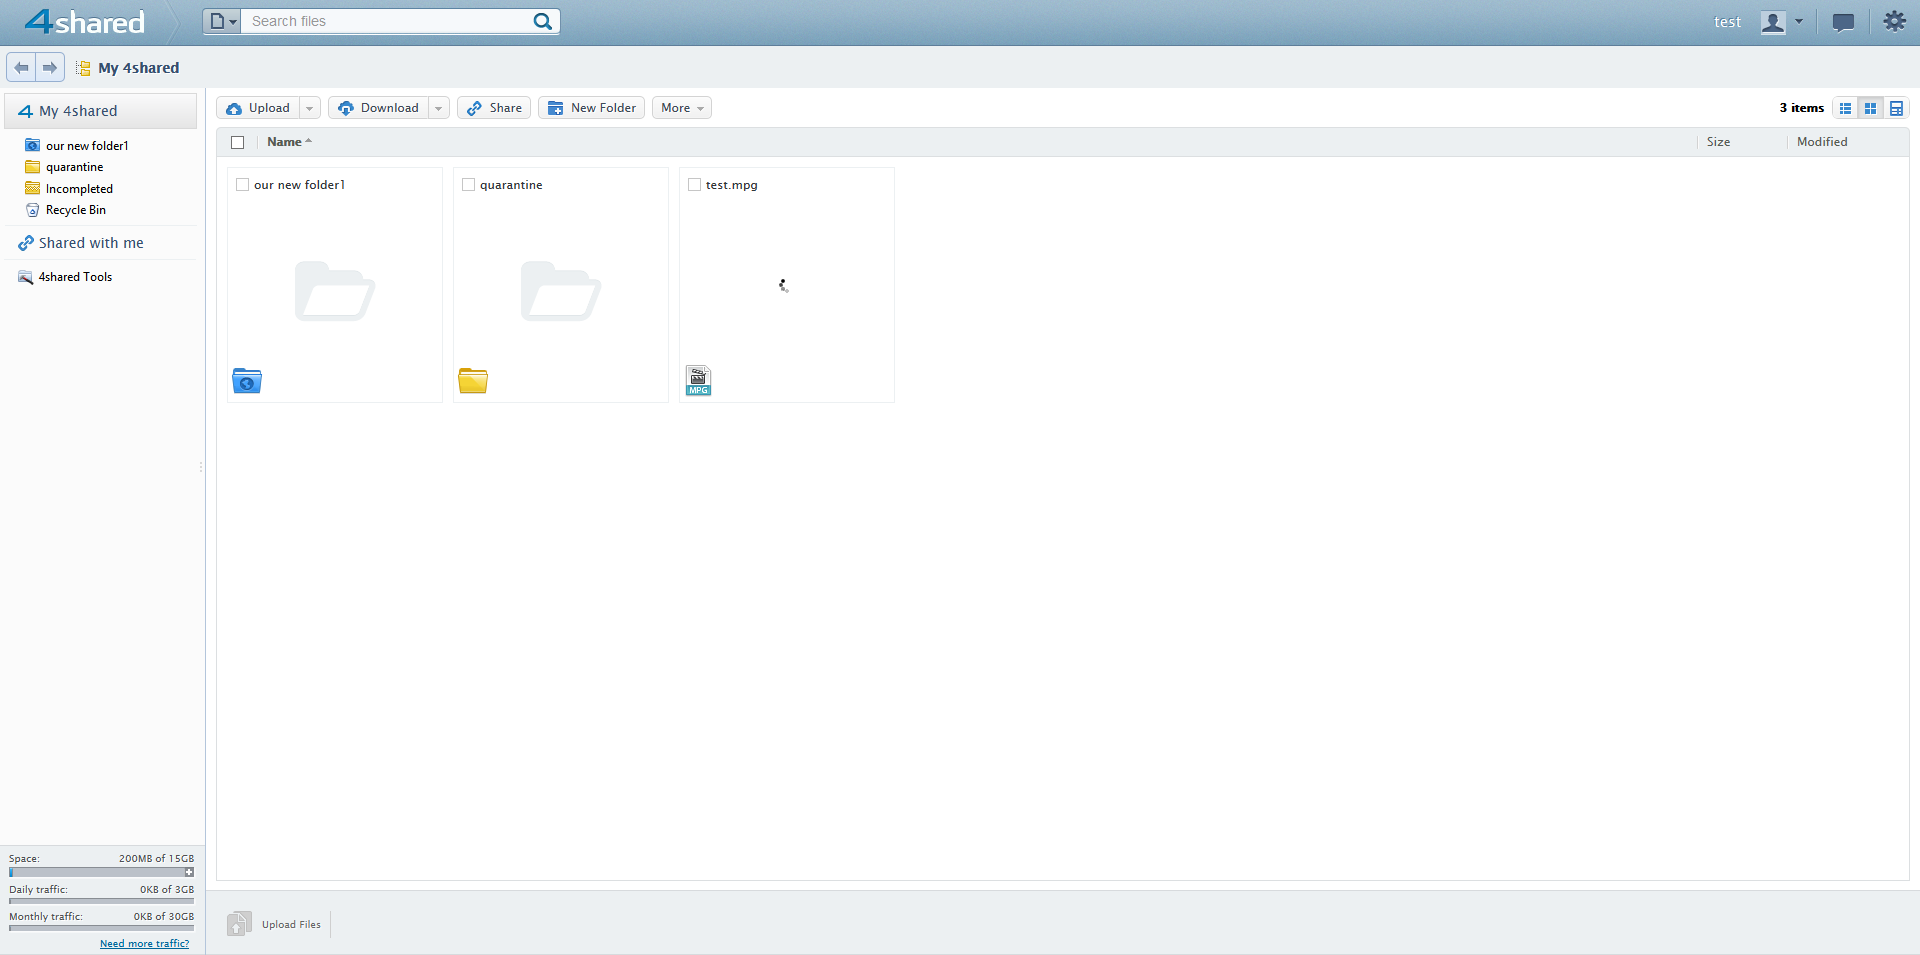 4shared
Search files
test
My 4shared
My 4shared
our new folder1
quarantine
Incompleted
Recycle Bin
Shared with me
4shared Tools
Upload
Download
Share
New Folder
More
3 items
Name
Size
Modified
our new folder1
quarantine
test.mpg
MPG
Space: 200MB of 15GB
Daily traffic: 0KB of 3GB
Monthly traffic: 0KB of 30GB
Need more traffic?
Upload Files